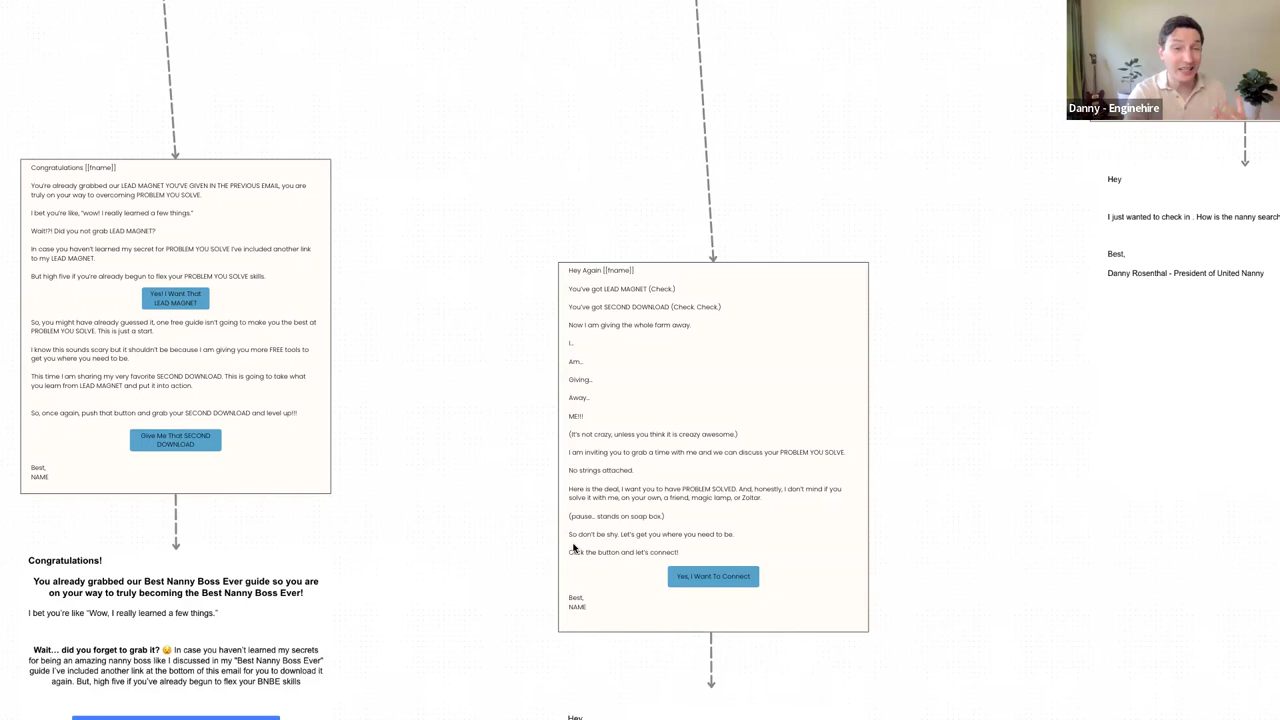 Danny - Enginehire
Congratulations [[fname]]
You're already grabbed our LEAD MAGNET YOU'VE GIVEN IN THE PREVIOUS EMAIL, you are
truly on your way to overcoming PROBLEM YOU SOLVE.
I bet you're like, "wow! I really learned a few things."
Wait!?! Did you not grab LEAD MAGNET?
In case you haven't learned my secret for PROBLEM YOU SOLVE I've included another link
to my LEAD MAGNET.
But high five if you're already begun to flex your PROBLEM YOU SOLVE skills.
Yes! I Want That
LEAD MAGNET
So, you might have already guessed it, one free guide isn't going to make you the best at
PROBLEM YOU SOLVE. This is just a start.
I know this sounds scary but it shouldn't be because I am giving you more FREE tools to
get you where you need to be.
This time I am sharing my very favorite SECOND DOWNLOAD. This is going to take what
you learn from LEAD MAGNET and put it into action.
So, once again, push that button and grab your SECOND DOWNLOAD and level up!!!
Give Me That SECOND
DOWNLOAD
Best,
NAME
Congratulations!
You already grabbed our Best Nanny Boss Ever guide so you are
on your way to truly becoming the Best Nanny Boss Ever!
I bet you're like "Wow, I really learned a few things."
Wait... did you forget to grab it? 😉 In case you haven't learned my secrets
for being an amazing nanny boss like I discussed in my "Best Nanny Boss Ever"
guide I've included another link at the bottom of this email for you to download it
again. But, high five if you've already begun to flex your BNBE skills
Hey Again [[fname]]
You've got LEAD MAGNET (Check.)
You've got SECOND DOWNLOAD (Check. Check.)
Now I am giving the whole farm away.
I...
Am...
Giving...
Away...
ME!!!
(It's not crazy, unless you think it is creazy awesome.)
I am inviting you to grab a time with me and we can discuss your PROBLEM YOU SOLVE.
No strings attached.
Here is the deal, I want you to have PROBLEM SOLVED. And, honestly, I don't mind if you
solve it with me, on your own, a friend, magic lamp, or Zoltar.
(pause... stands on soap box.)
So don't be shy. Let's get you where you need to be.
Click the button and let's connect!
Yes, I Want To Connect
Best,
NAME
Hey
Hey
I just wanted to check in . How is the nanny search
Best,
Danny Rosenthal - President of United Nanny